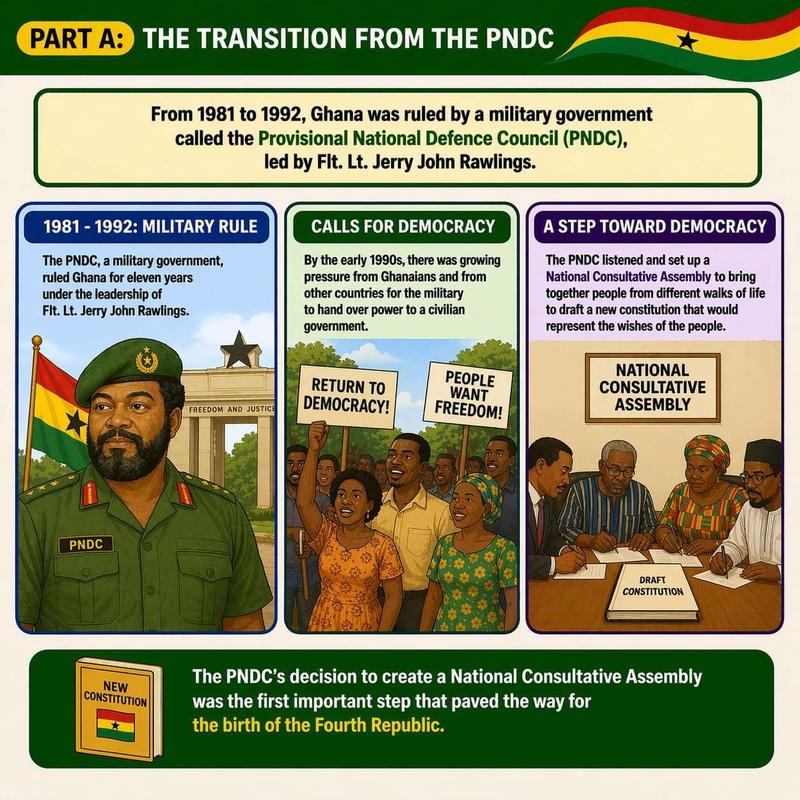 PART A: THE TRANSITION FROM THE PNDC
From 1981 to 1992, Ghana was ruled by a military government
called the Provisional National Defence Council (PNDC),
led by Flt. Lt. Jerry John Rawlings.
1981 - 1992: MILITARY RULE
The PNDC, a military government,
ruled Ghana for eleven years
under the leadership of
Flt. Lt. Jerry John Rawlings.
FREEDOM AND JUSTICE
PNDC
CALLS FOR DEMOCRACY
By the early 1990s, there was growing
pressure from Ghanaians and from
other countries for the military
to hand over power to a civilian
government.
RETURN TO
DEMOCRACY!
PEOPLE
WANT
FREEDOM!
A STEP TOWARD DEMOCRACY
The PNDC listened and set up a
National Consultative Assembly to bring
together people from different walks of life
to draft a new constitution that would
represent the wishes of the people.
NATIONAL
CONSULTATIVE
ASSEMBLY
DRAFT
CONSTITUTION
NEW
CONSTITUTION
The PNDC's decision to create a National Consultative Assembly
was the first important step that paved the way for
the birth of the Fourth Republic.